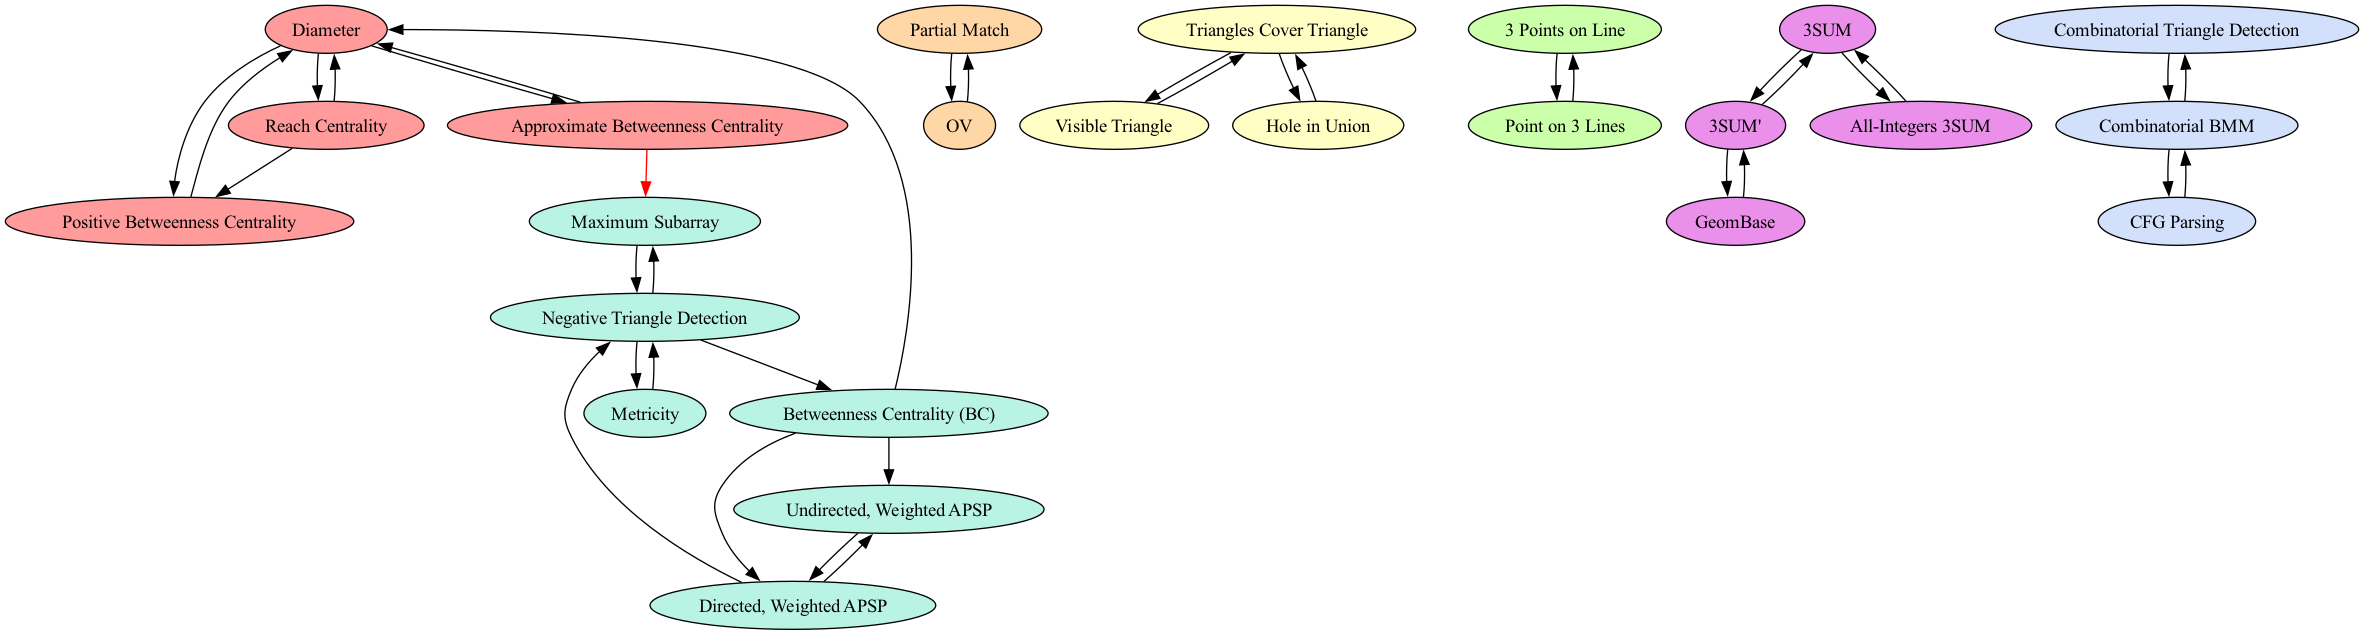 Diameter
Partial Match
Triangles Cover Triangle
3 Points on Line
3SUM
Combinatorial Triangle Detection
Reach Centrality
Approximate Betweenness Centrality
OV
Visible Triangle
Hole in Union
Point on 3 Lines
3SUM'
All-Integers 3SUM
Combinatorial BMM
Positive Betweenness Centrality
Maximum Subarray
GeomBase
CFG Parsing
Negative Triangle Detection
Metricity
Betweenness Centrality (BC)
Undirected, Weighted APSP
Directed, Weighted APSP